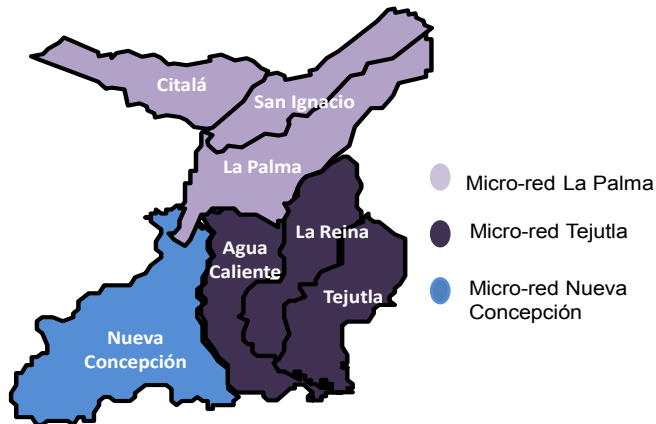 Citalá
San Ignacio
La Palma
La Reina
Agua
Caliente
Tejutla
Nueva
Concepción
Micro-red La Palma
Micro-red Tejutla
Micro-red Nueva
Concepción